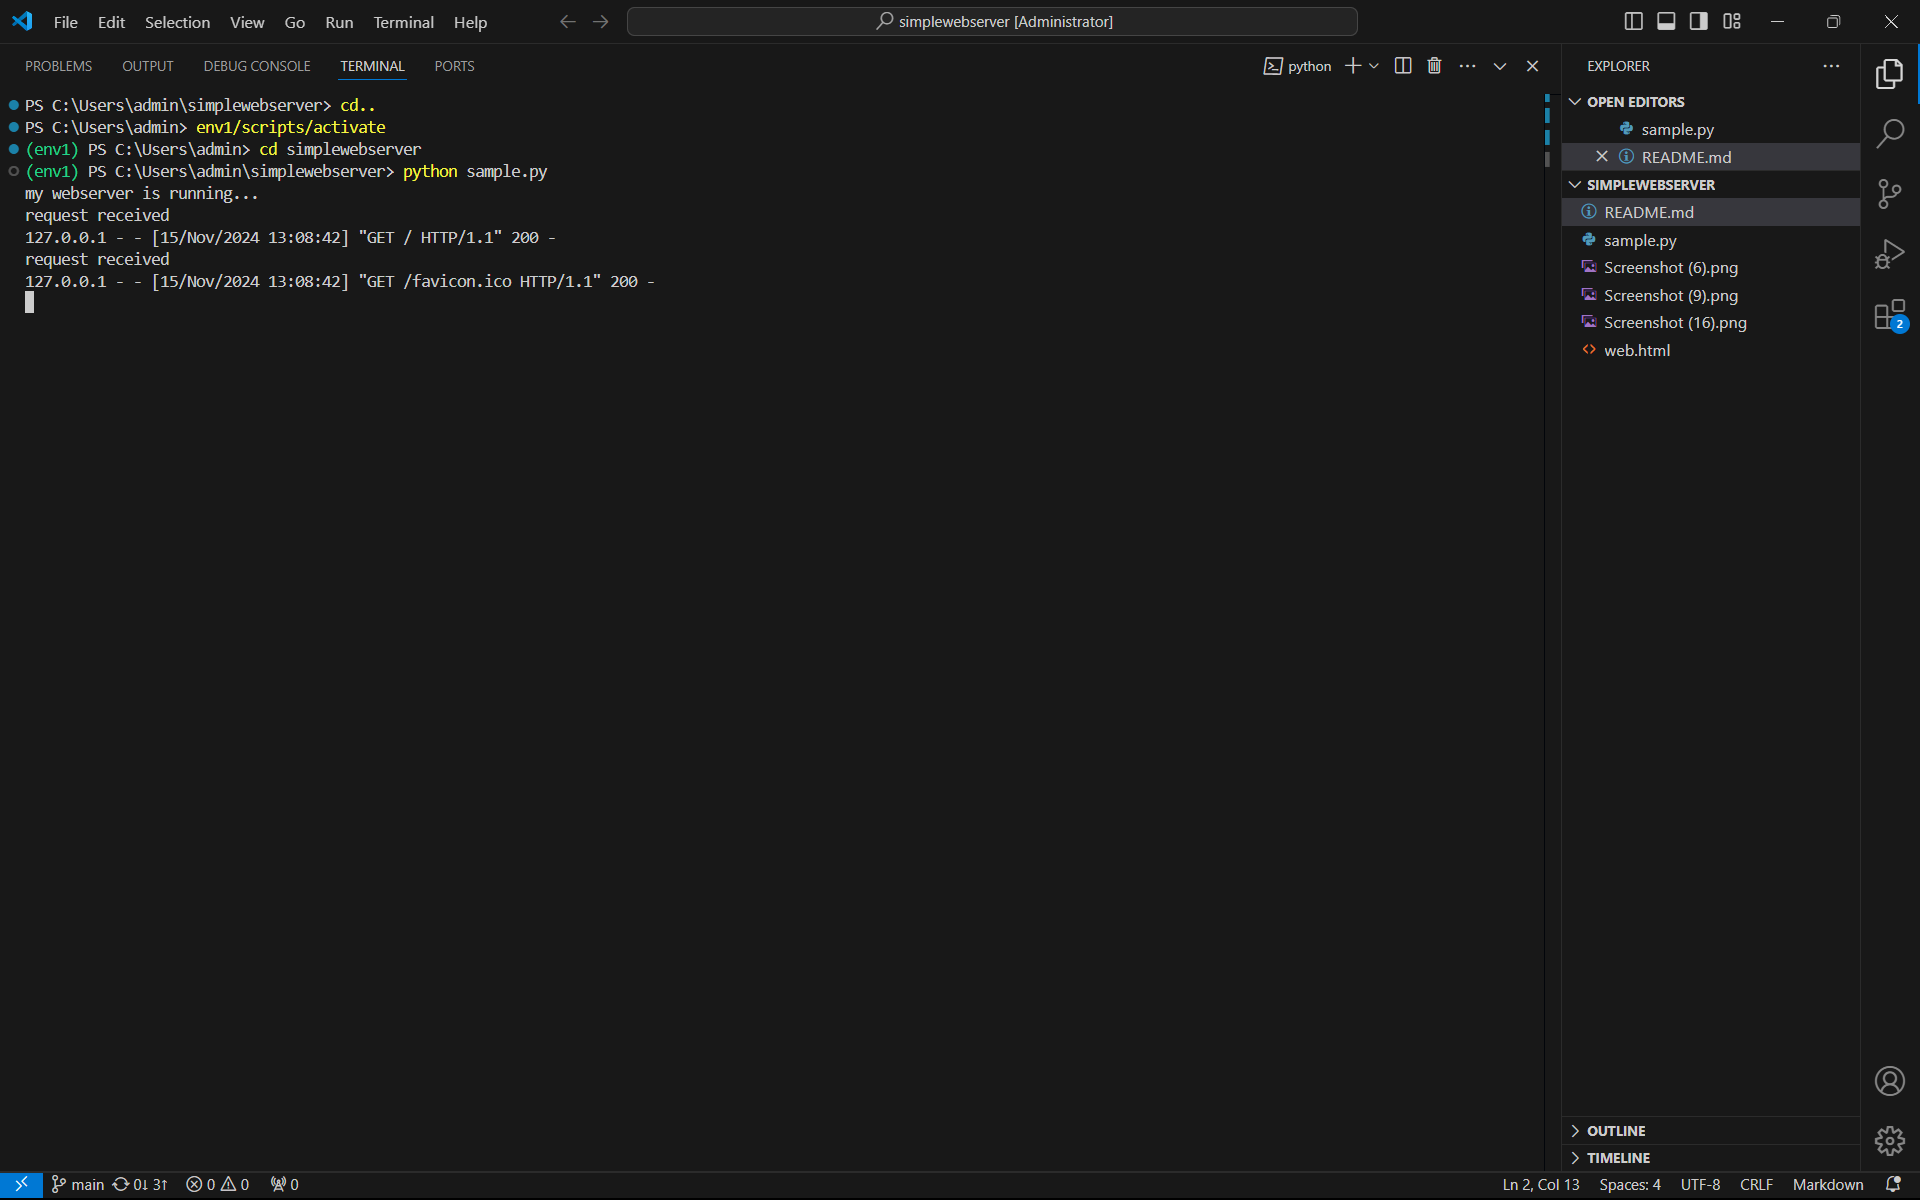 File Edit Selection View Go Run Terminal Help
simplewebserver [Administrator]
PROBLEMS OUTPUT DEBUG CONSOLE TERMINAL PORTS
python
PS C:\Users\admin\simplewebserver> cd..
PS C:\Users\admin> env1/scripts/activate
(env1) PS C:\Users\admin> cd simplewebserver
(env1) PS C:\Users\admin\simplewebserver> python sample.py
my webserver is running...
request received
127.0.0.1 - - [15/Nov/2024 13:08:42] "GET / HTTP/1.1" 200 -
request received
127.0.0.1 - - [15/Nov/2024 13:08:42] "GET /favicon.ico HTTP/1.1" 200 -
EXPLORER
OPEN EDITORS
sample.py
README.md
SIMPLEWEBSERVER
README.md
sample.py
Screenshot (6).png
Screenshot (9).png
Screenshot (16).png
web.html
2
OUTLINE
TIMELINE
main 0↓ 3↑ 0 0 0
Ln 2, Col 13 Spaces: 4 UTF-8 CRLF Markdown